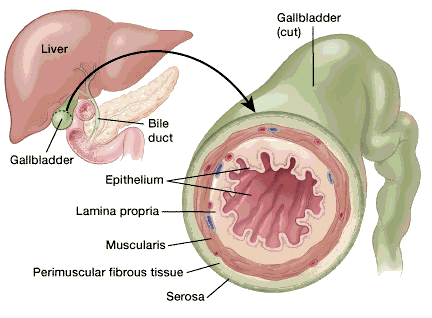 Gallbladder
(cut)
Liver
Bile
duct
Gallbladder
Epithelium
Lamina propria
Muscularis
Perimuscular fibrous tissue
Serosa